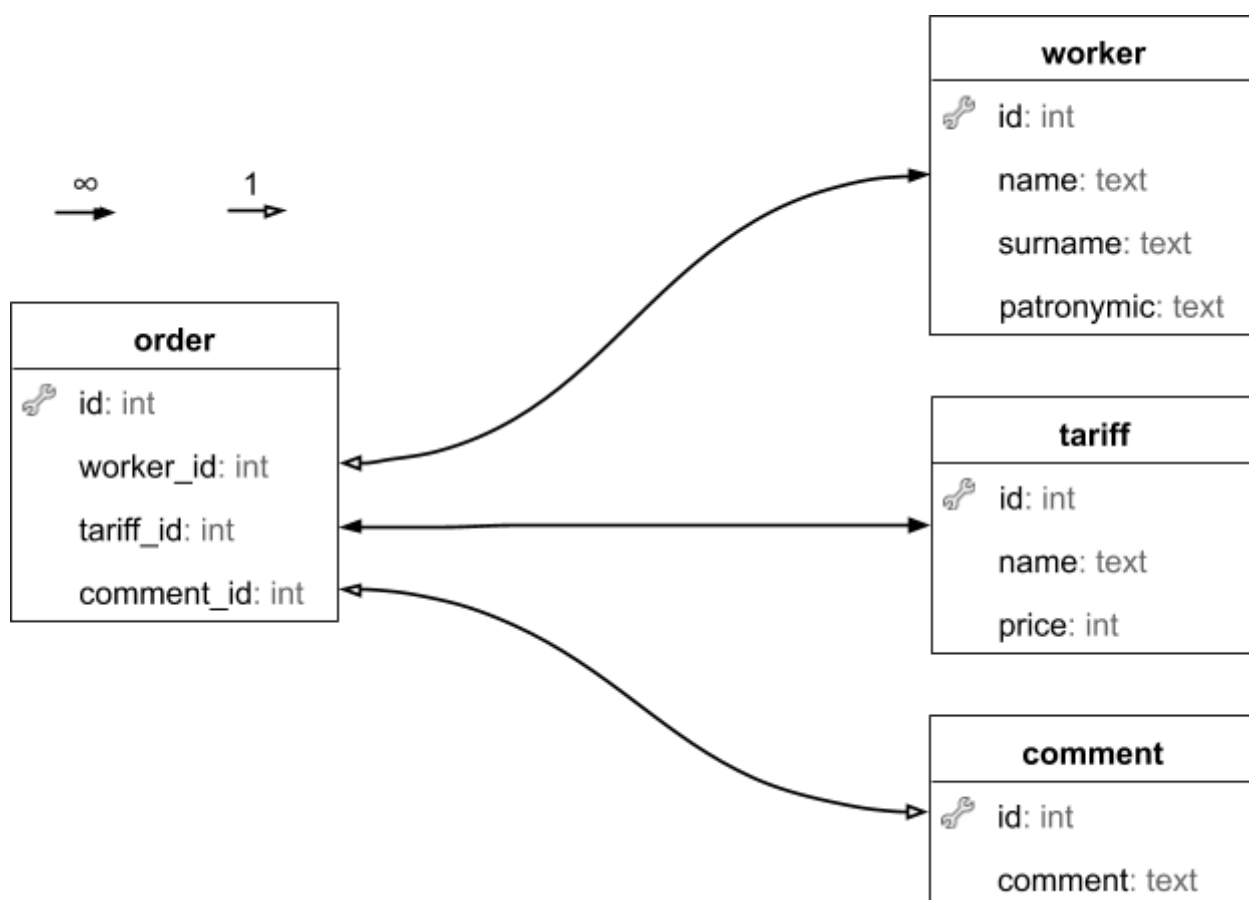 ∞
1
order
id: int
worker_id: int
tariff_id: int
comment_id: int
worker
id: int
name: text
surname: text
patronymic: text
tariff
id: int
name: text
price: int
comment
id: int
comment: text